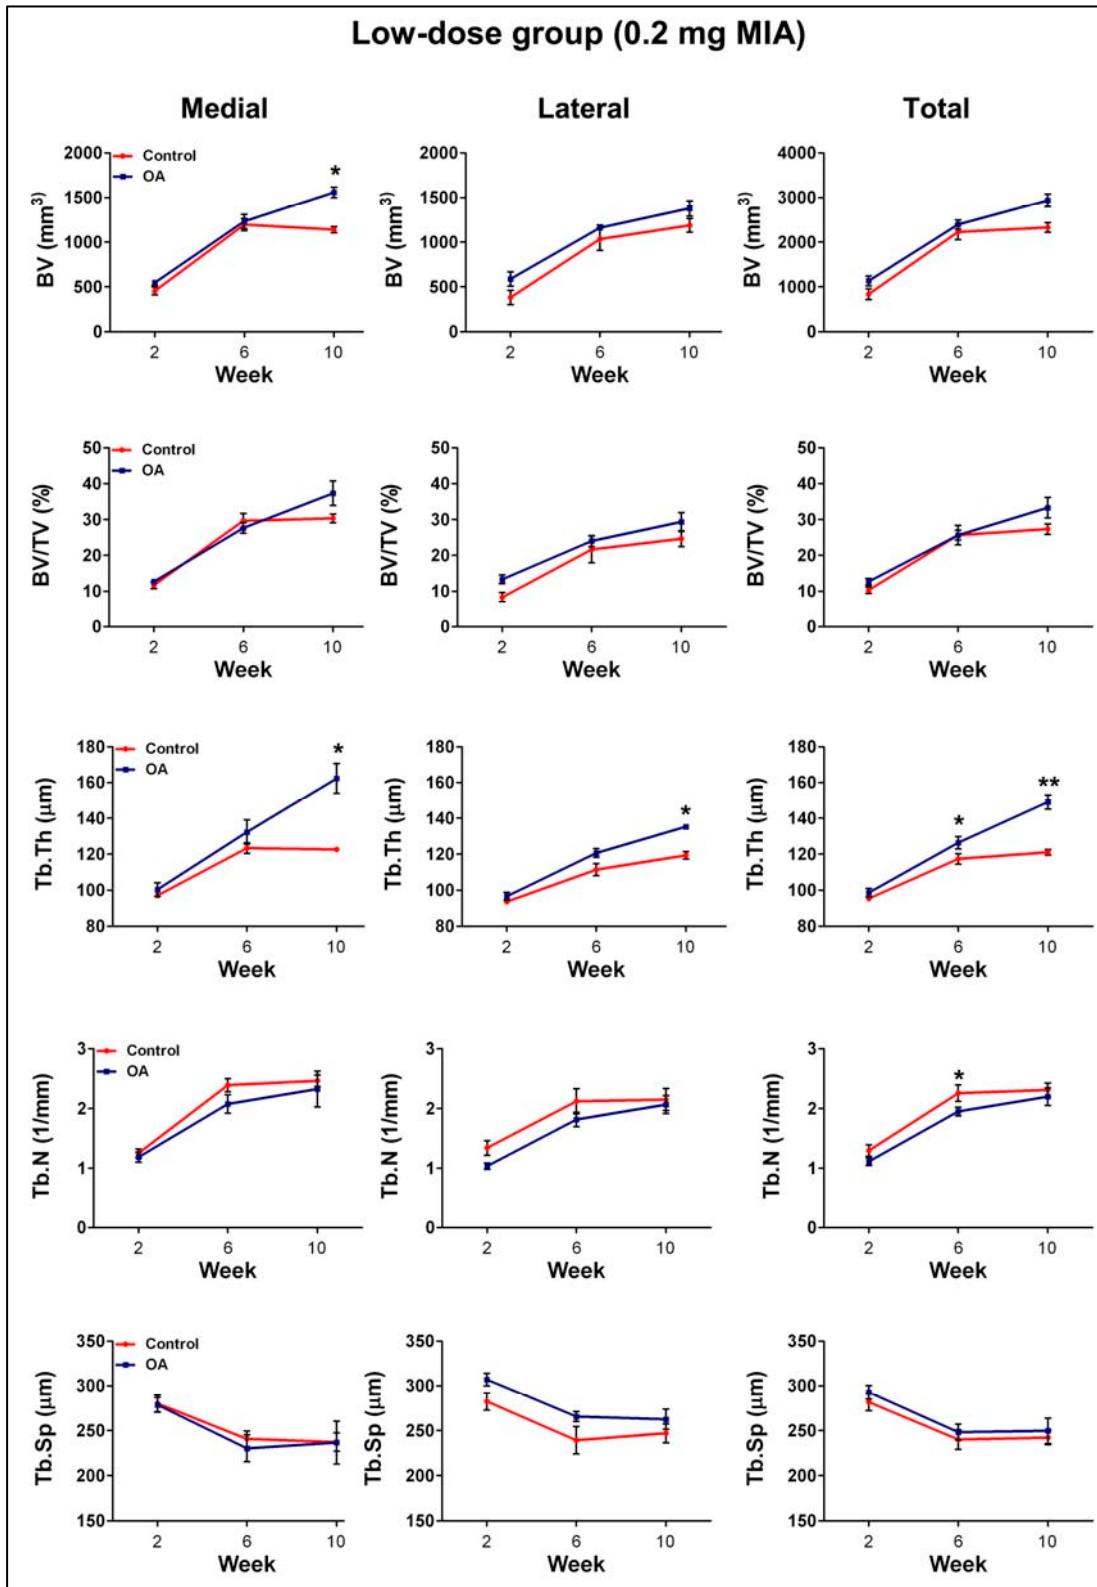 Low-dose group (0.2 mg MIA)
Medial
Lateral
Total
Control
OA
*
BV (mm³)
2000
1500
1000
500
0
2 6 10
Week
BV (mm³)
2000
1500
1000
500
0
2 6 10
Week
BV (mm³)
4000
3000
2000
1000
0
2 6 10
Week
Control
OA
BV/TV (%)
50
40
30
20
10
0
2 6 10
Week
BV/TV (%)
50
40
30
20
10
0
2 6 10
Week
BV/TV (%)
50
40
30
20
10
0
2 6 10
Week
Control
OA
*
Tb.Th (μm)
180
160
140
120
100
80
2 6 10
Week
*
Tb.Th (μm)
180
160
140
120
100
80
2 6 10
Week
* **
Tb.Th (μm)
180
160
140
120
100
80
2 6 10
Week
Control
OA
Tb.N (1/mm)
3
2
1
0
2 6 10
Week
Tb.N (1/mm)
3
2
1
0
2 6 10
Week
*
Tb.N (1/mm)
3
2
1
0
2 6 10
Week
Control
OA
Tb.Sp (μm)
350
300
250
200
150
2 6 10
Week
Tb.Sp (μm)
350
300
250
200
150
2 6 10
Week
Tb.Sp (μm)
350
300
250
200
150
2 6 10
Week